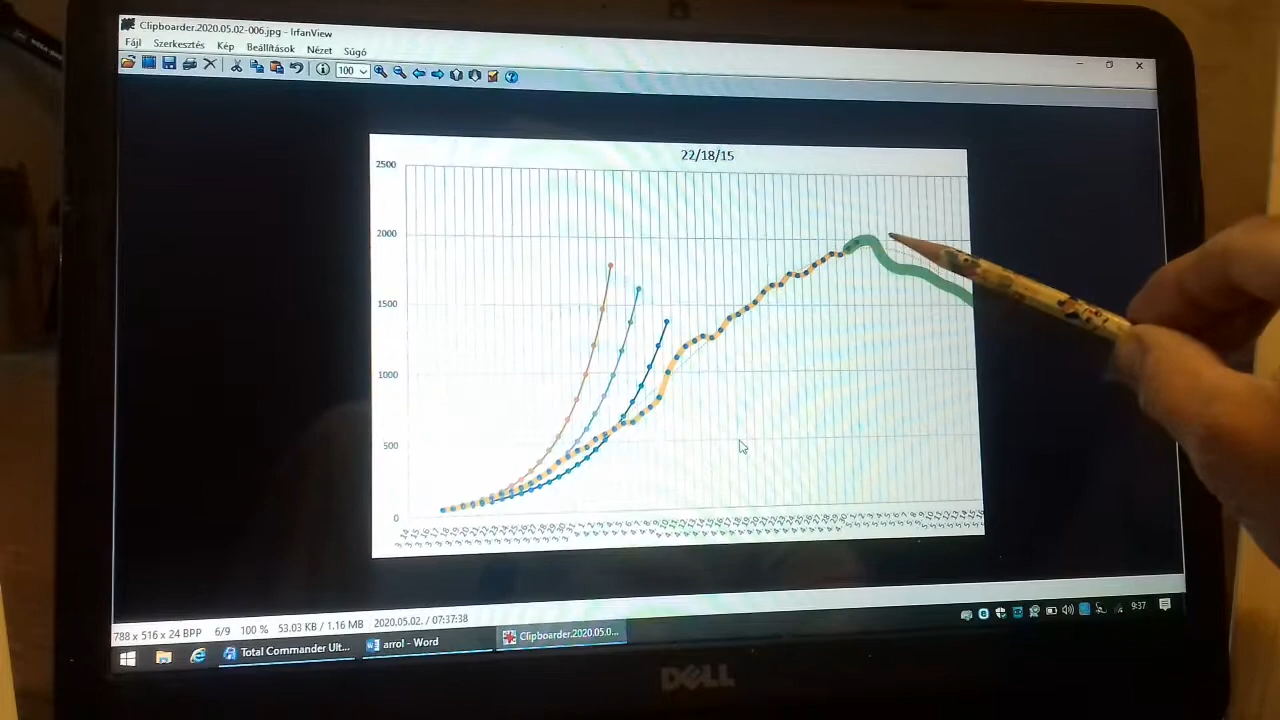 Clipboarder.2020.05.02-006.jpg - IrfanView
Fájl Szerkesztés Kép Beállítások Nézet Súgó
100
22/18/15
2500
2000
1500
1000
500
0
788 x 516 x 24 BPP 6/9 100 % 53.03 KB / 1.16 MB 2020.05.02. / 07:37:38
Total Commander Ult... arrol - Word Clipboarder.2020.05.0... 9:37
DELL